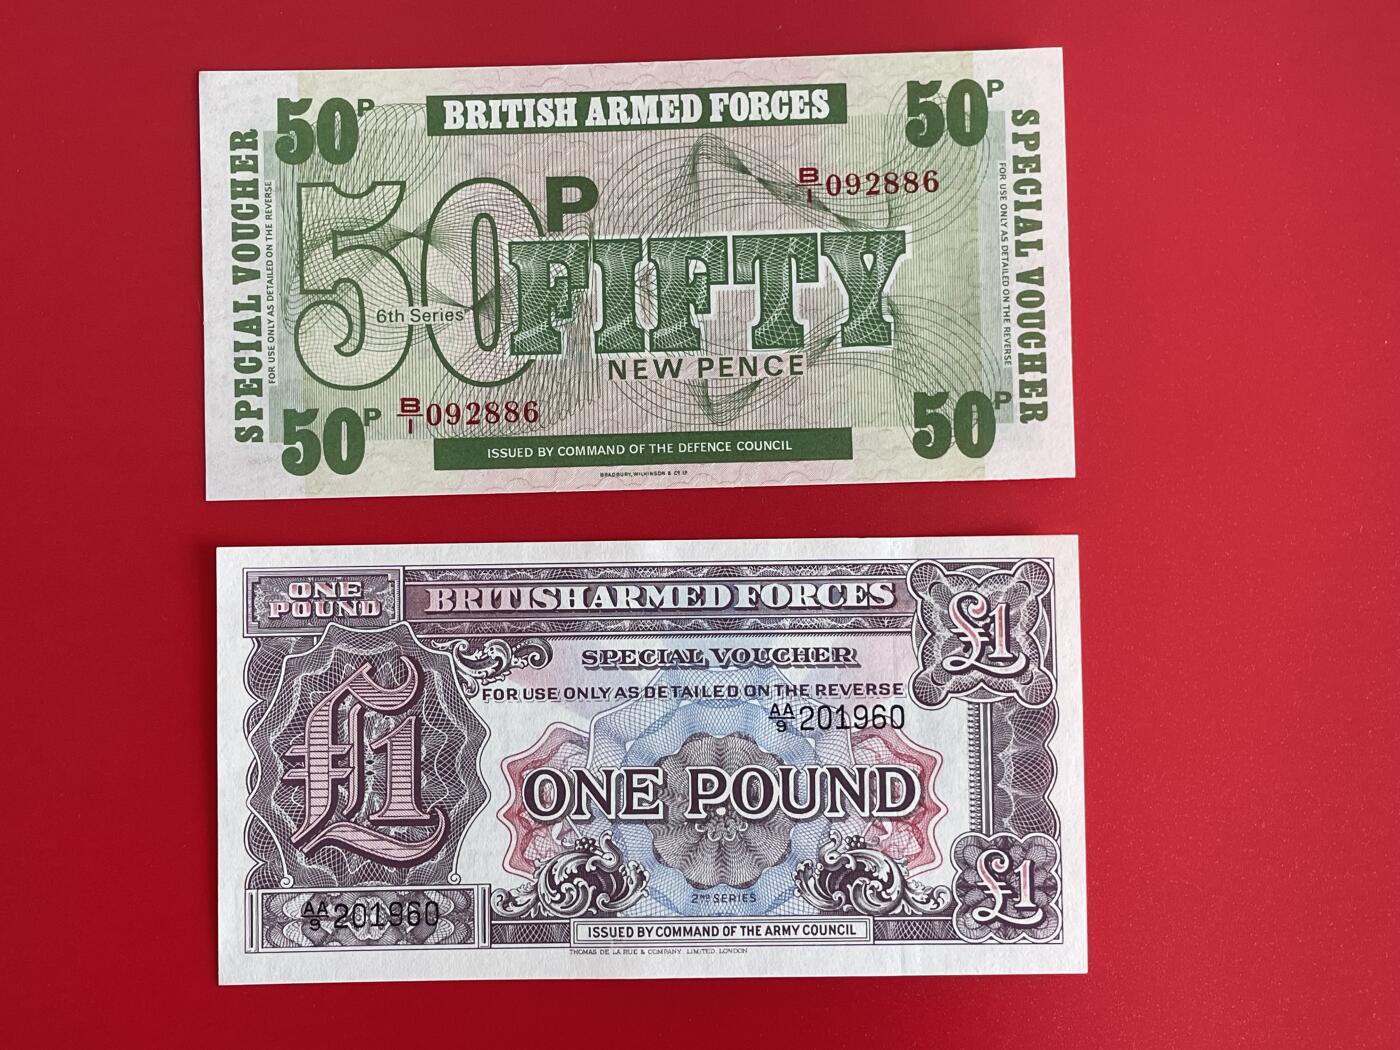 50P
BRITISH ARMED FORCES
50P
SPECIAL VOUCHER
FOR USE ONLY AS DETAILED ON THE REVERSE
B/1 092886
50P
6th Series
FIFTY
NEW PENCE
B/1 092886
50P
ISSUED BY COMMAND OF THE DEFENCE COUNCIL
50P
SPECIAL VOUCHER
FOR USE ONLY AS DETAILED ON THE REVERSE
BRADBURY, WILKINSON & Co Ld
ONE
POUND
BRITISH ARMED FORCES
£1
SPECIAL VOUCHER
FOR USE ONLY AS DETAILED ON THE REVERSE
AA/9 201960
£1
ONE POUND
£1
2ND SERIES
AA/9 201960
ISSUED BY COMMAND OF THE ARMY COUNCIL
THOMAS DE LA RUE & COMPANY. LIMITED. LONDON